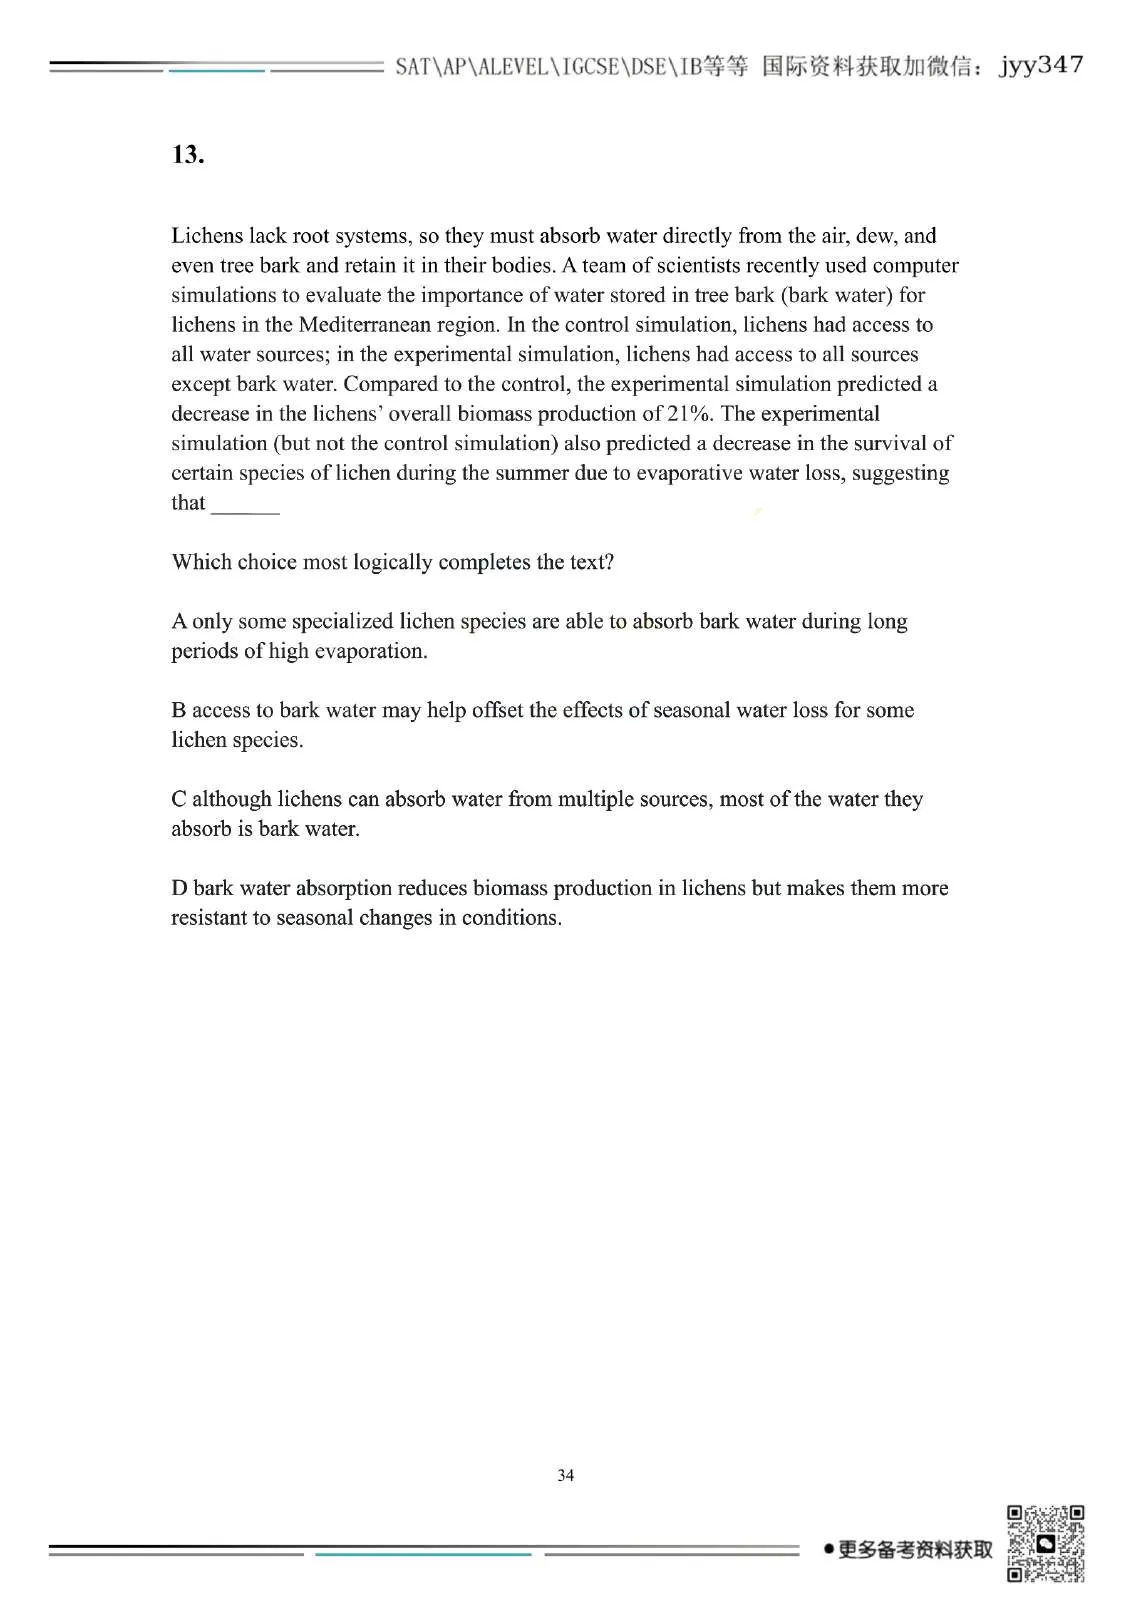 SAT\AP\ALEVEL\IGCSE\DSE\IB等等 国际资料获取加微信: jyy347
13.
Lichens lack root systems, so they must absorb water directly from the air, dew, and
even tree bark and retain it in their bodies. A team of scientists recently used computer
simulations to evaluate the importance of water stored in tree bark (bark water) for
lichens in the Mediterranean region. In the control simulation, lichens had access to
all water sources; in the experimental simulation, lichens had access to all sources
except bark water. Compared to the control, the experimental simulation predicted a
decrease in the lichens’ overall biomass production of 21%. The experimental
simulation (but not the control simulation) also predicted a decrease in the survival of
certain species of lichen during the summer due to evaporative water loss, suggesting
that ______
Which choice most logically completes the text?
A only some specialized lichen species are able to absorb bark water during long
periods of high evaporation.
B access to bark water may help offset the effects of seasonal water loss for some
lichen species.
C although lichens can absorb water from multiple sources, most of the water they
absorb is bark water.
D bark water absorption reduces biomass production in lichens but makes them more
resistant to seasonal changes in conditions.
34
●更多备考资料获取